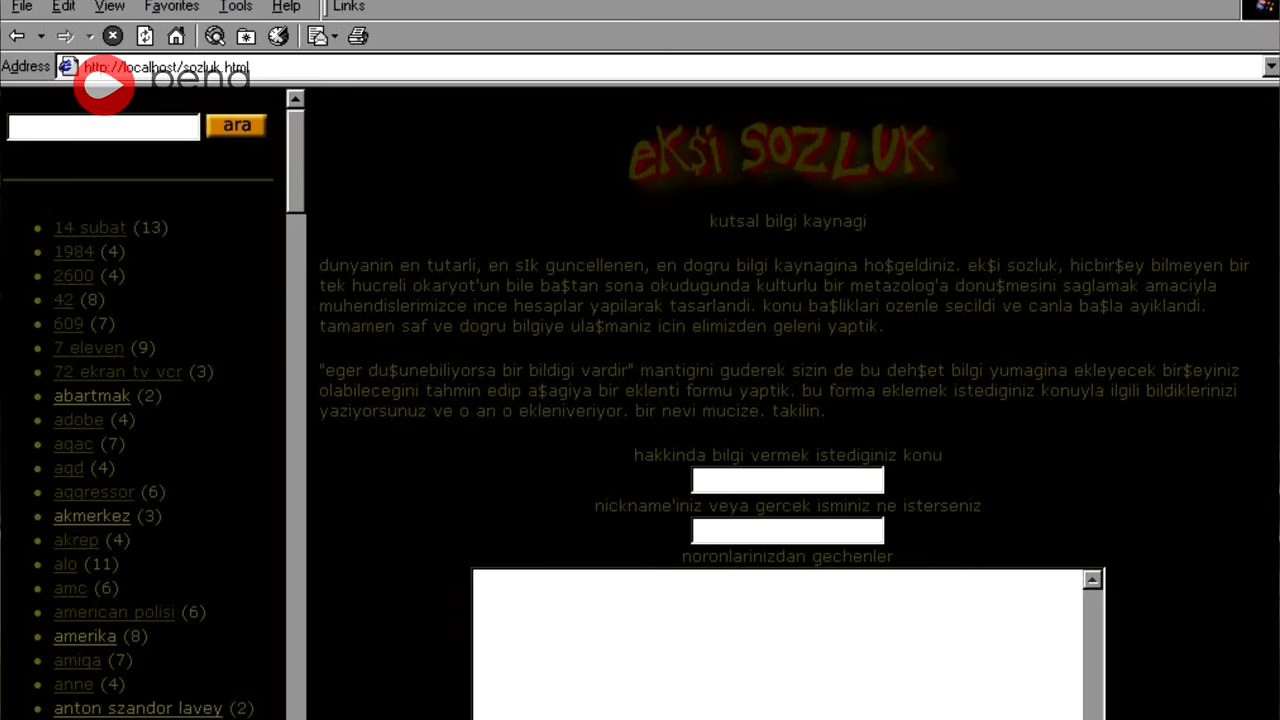 File Edit View Favorites Tools Help Links
Address http://localhost/sozluk.html
bend
ara
ek$i sozluk
kutsal bilgi kaynagi
14 subat (13)
1984 (4)
2600 (4)
42 (8)
609 (7)
7 eleven (9)
72 ekran tv vcr (3)
abartmak (2)
adobe (4)
agac (7)
agd (4)
aggressor (6)
akmerkez (3)
akrep (4)
alo (11)
amc (6)
american polisi (6)
amerika (8)
amiga (7)
anne (4)
anton szandor lavey (2)
dunyanin en tutarli, en sIk guncellenen, en dogru bilgi kaynagina ho$geldiniz. ek$i sozluk, hicbir$ey bilmeyen bir
tek hucreli okaryot'un bile ba$tan sona okudugunda kulturlu bir metazolog'a donu$mesini saglamak amaciyla
muhendislerimizce ince hesaplar yapilarak tasarlandi. konu ba$liklari ozenle secildi ve canla ba$la ayiklandi.
tamamen saf ve dogru bilgiye ula$maniz icin elimizden geleni yaptik.
"eger du$unebiliyorsa bir bildigi vardir" mantigini guderek sizin de bu deh$et bilgi yumagina ekleyecek bir$eyiniz
olabilecegini tahmin edip a$agiya bir eklenti formu yaptik. bu forma eklemek istediginiz konuyla ilgili bildiklerinizi
yaziyorsunuz ve o an o ekleniveriyor. bir nevi mucize. takilin.
hakkinda bilgi vermek istediginiz konu
nickname'iniz veya gercek isminiz ne isterseniz
noronlarinizdan gechenler